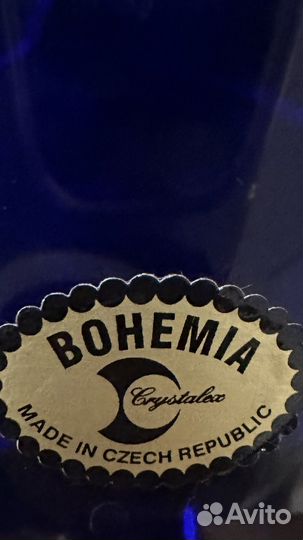 BOHEMIA
Crystalex
MADE IN CZECH REPUBLIC
Avito